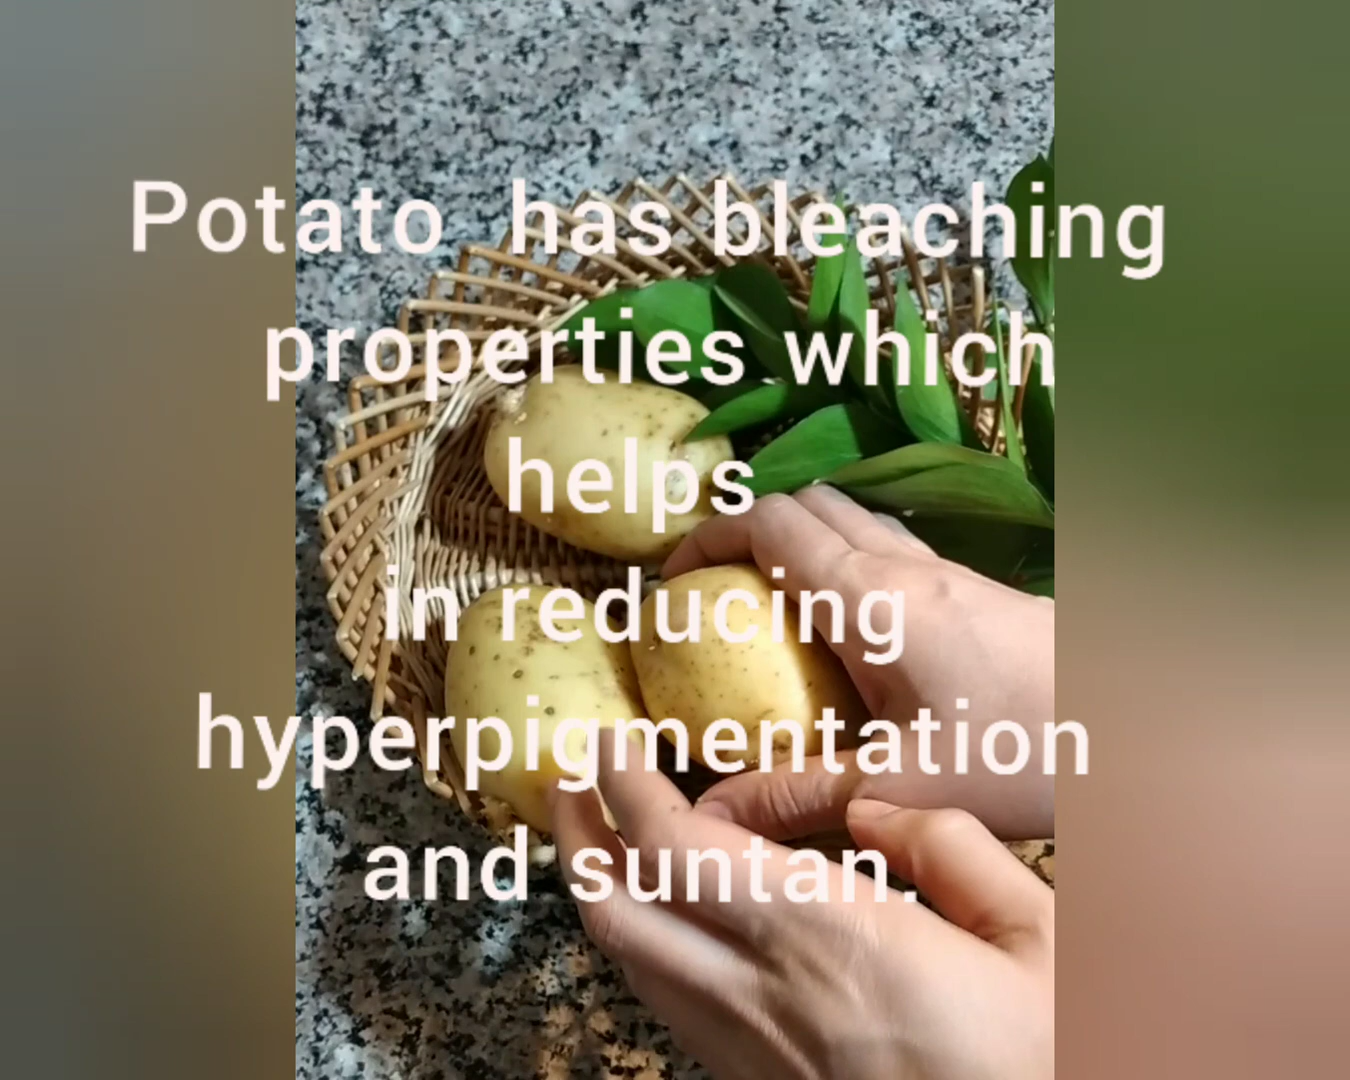 Potato has bleaching
properties which
helps
in reducing
hyperpigmentation
and suntan.